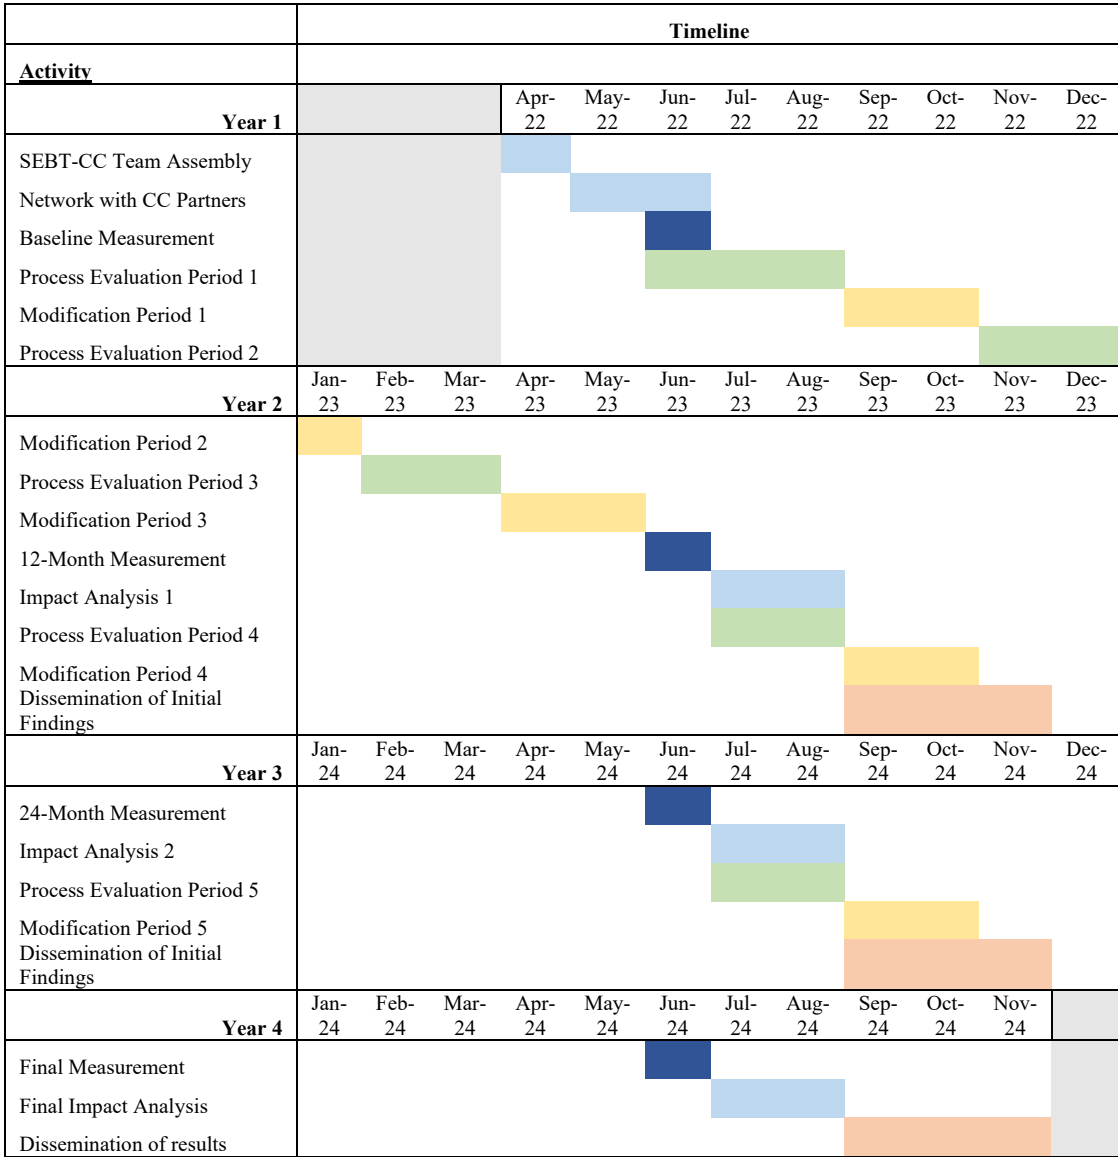 Timeline
Activity
Year 1 Apr-22 May-22 Jun-22 Jul-22 Aug-22 Sep-22 Oct-22 Nov-22 Dec-22
SEBT-CC Team Assembly
Network with CC Partners
Baseline Measurement
Process Evaluation Period 1
Modification Period 1
Process Evaluation Period 2
Year 2 Jan-23 Feb-23 Mar-23 Apr-23 May-23 Jun-23 Jul-23 Aug-23 Sep-23 Oct-23 Nov-23 Dec-23
Modification Period 2
Process Evaluation Period 3
Modification Period 3
12-Month Measurement
Impact Analysis 1
Process Evaluation Period 4
Modification Period 4
Dissemination of Initial
Findings
Year 3 Jan-24 Feb-24 Mar-24 Apr-24 May-24 Jun-24 Jul-24 Aug-24 Sep-24 Oct-24 Nov-24 Dec-24
24-Month Measurement
Impact Analysis 2
Process Evaluation Period 5
Modification Period 5
Dissemination of Initial
Findings
Year 4 Jan-24 Feb-24 Mar-24 Apr-24 May-24 Jun-24 Jul-24 Aug-24 Sep-24 Oct-24 Nov-24
Final Measurement
Final Impact Analysis
Dissemination of results